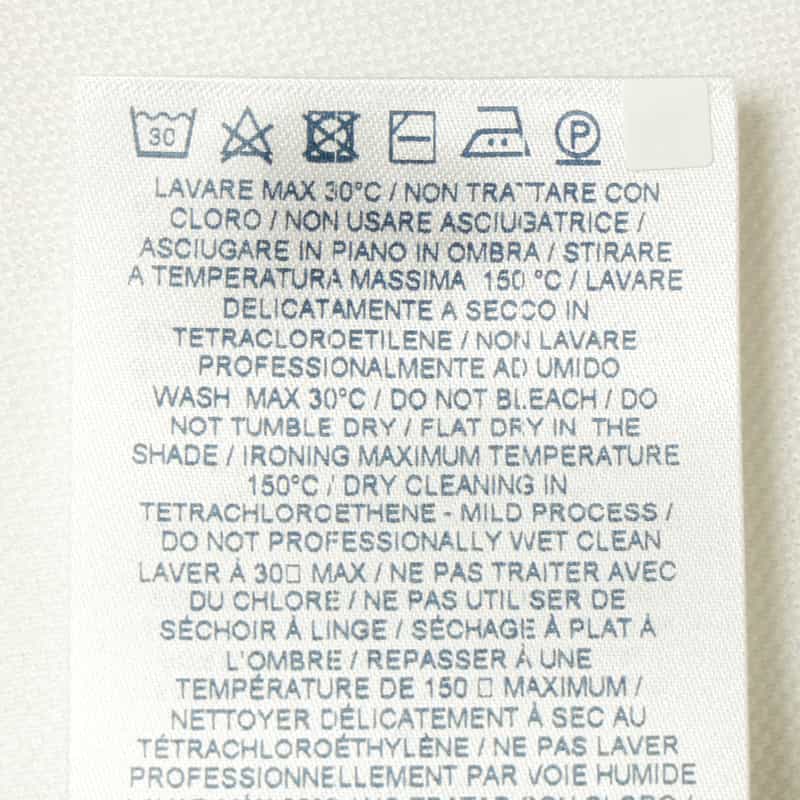 30 P
LAVARE MAX 30°C / NON TRATTARE CON
CLORO / NON USARE ASCIUGATRICE /
ASCIUGARE IN PIANO IN OMBRA / STIRARE
A TEMPERATURA MASSIMA 150 °C / LAVARE
DELICATAMENTE A SECCO IN
TETRACLOROETILENE / NON LAVARE
PROFESSIONALMENTE AD UMIDO
WASH MAX 30°C / DO NOT BLEACH / DO
NOT TUMBLE DRY / FLAT DRY IN THE
SHADE / IRONING MAXIMUM TEMPERATURE
150°C / DRY CLEANING IN
TETRACHLOROETHENE - MILD PROCESS /
DO NOT PROFESSIONALLY WET CLEAN
LAVER À 30□ MAX / NE PAS TRAITER AVEC
DU CHLORE / NE PAS UTILISER DE
SÉCHOIR À LINGE / SÉCHAGE À PLAT À
L'OMBRE / REPASSER À UNE
TEMPÉRATURE DE 150 □ MAXIMUM /
NETTOYER DÉLICATEMENT À SEC AU
TÉTRACHLOROÉTHYLÈNE / NE PAS LAVER
PROFESSIONNELLEMENT PAR VOIE HUMIDE